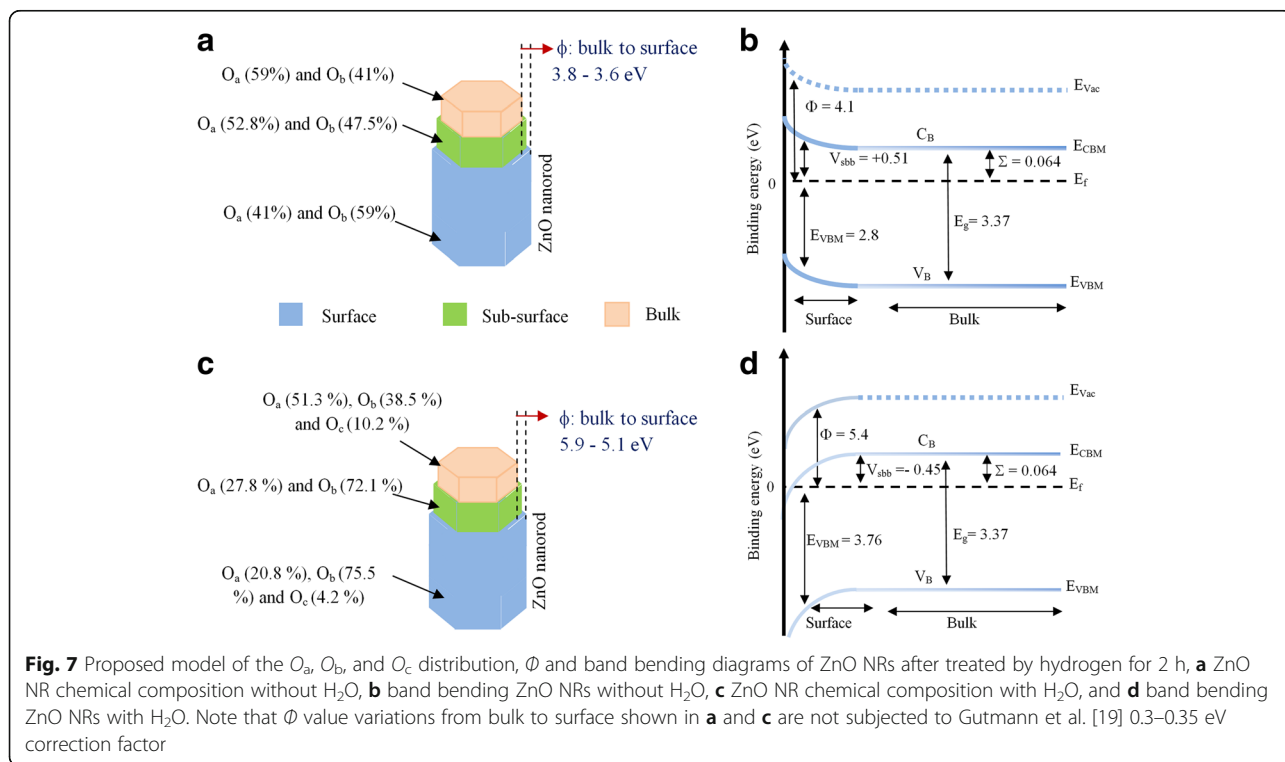 a
ϕ: bulk to surface
3.8 - 3.6 eV
Oa (59%) and Ob (41%)
Oa (52.8%) and Ob (47.5%)
Oa (41%) and Ob (59%)
ZnO nanorod
b
Binding energy (eV)
0
EVac
Φ = 4.1
CB
ECBM
Vsbb = +0.51
Σ = 0.064
Ef
EVBM = 2.8
Eg= 3.37
VB
EVBM
Surface
Bulk
Surface
Sub-surface
Bulk
c
Oa (51.3 %), Ob (38.5 %)
and Oc (10.2 %)
ϕ: bulk to surface
5.9 - 5.1 eV
Oa (27.8 %) and Ob (72.1 %)
Oa (20.8 %), Ob (75.5
%) and Oc (4.2 %)
ZnO nanorod
d
Binding energy (eV)
0
EVac
Φ = 5.4
CB
ECBM
Vsbb =- 0.45
Σ = 0.064
Ef
EVBM = 3.76
Eg= 3.37
VB
EVBM
Surface
Bulk
Fig. 7 Proposed model of the Oa, Ob, and Oc distribution, Φ and band bending diagrams of ZnO NRs after treated by hydrogen for 2 h, a ZnO
NR chemical composition without H2O, b band bending ZnO NRs without H2O, c ZnO NR chemical composition with H2O, and d band bending
ZnO NRs with H2O. Note that Φ value variations from bulk to surface shown in a and c are not subjected to Gutmann et al. [19] 0.3–0.35 eV
correction factor